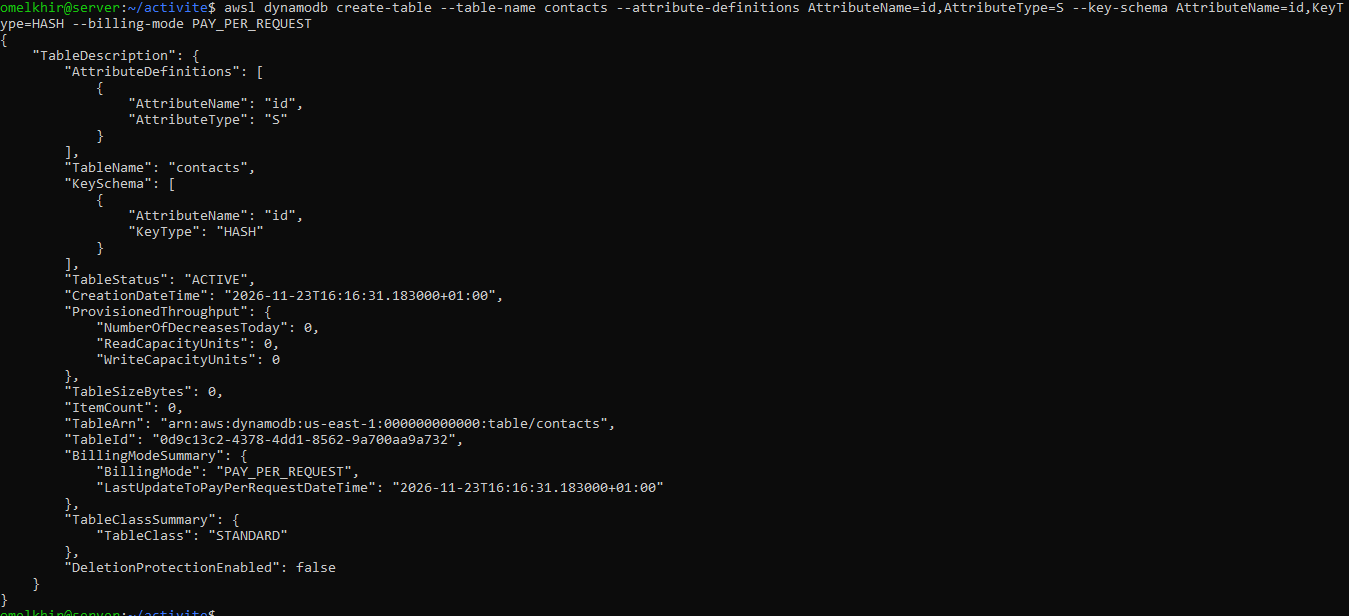 omelkhir@server:~/activite$ awsl dynamodb create-table --table-name contacts --attribute-definitions AttributeName=id,AttributeType=S --key-schema AttributeName=id,KeyT
ype=HASH --billing-mode PAY_PER_REQUEST
{
    "TableDescription": {
        "AttributeDefinitions": [
            {
                "AttributeName": "id",
                "AttributeType": "S"
            }
        ],
        "TableName": "contacts",
        "KeySchema": [
            {
                "AttributeName": "id",
                "KeyType": "HASH"
            }
        ],
        "TableStatus": "ACTIVE",
        "CreationDateTime": "2026-11-23T16:16:31.183000+01:00",
        "ProvisionedThroughput": {
            "NumberOfDecreasesToday": 0,
            "ReadCapacityUnits": 0,
            "WriteCapacityUnits": 0
        },
        "TableSizeBytes": 0,
        "ItemCount": 0,
        "TableArn": "arn:aws:dynamodb:us-east-1:000000000000:table/contacts",
        "TableId": "0d9c13c2-4378-4dd1-8562-9a700aa9a732",
        "BillingModeSummary": {
            "BillingMode": "PAY_PER_REQUEST",
            "LastUpdateToPayPerRequestDateTime": "2026-11-23T16:16:31.183000+01:00"
        },
        "TableClassSummary": {
            "TableClass": "STANDARD"
        },
        "DeletionProtectionEnabled": false
    }
}
omelkhir@server:~/activite$